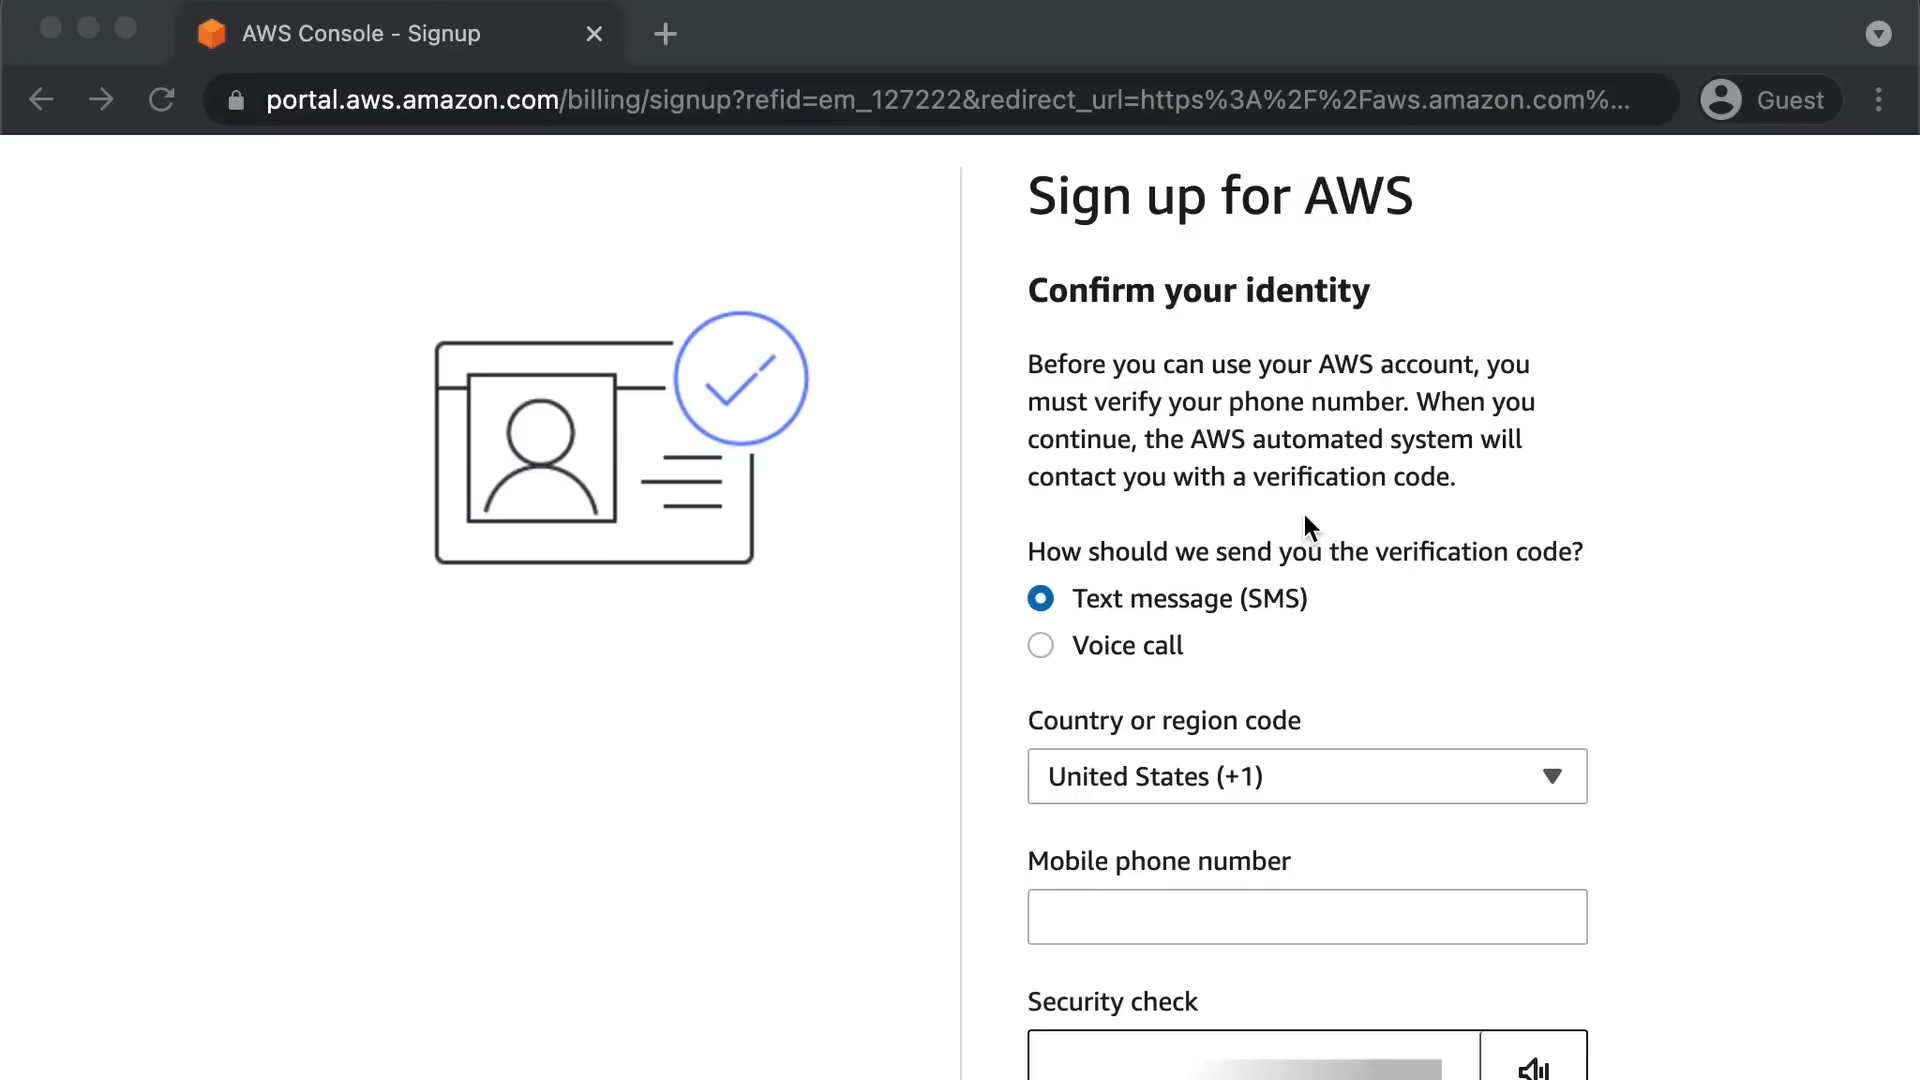 AWS Console - Signup
portal.aws.amazon.com/billing/signup?refid=em_127222&redirect_url=https%3A%2F%2Faws.amazon.com%...
Guest
Sign up for AWS
Confirm your identity
Before you can use your AWS account, you
must verify your phone number. When you
continue, the AWS automated system will
contact you with a verification code.
How should we send you the verification code?
Text message (SMS)
Voice call
Country or region code
United States (+1)
Mobile phone number
Security check